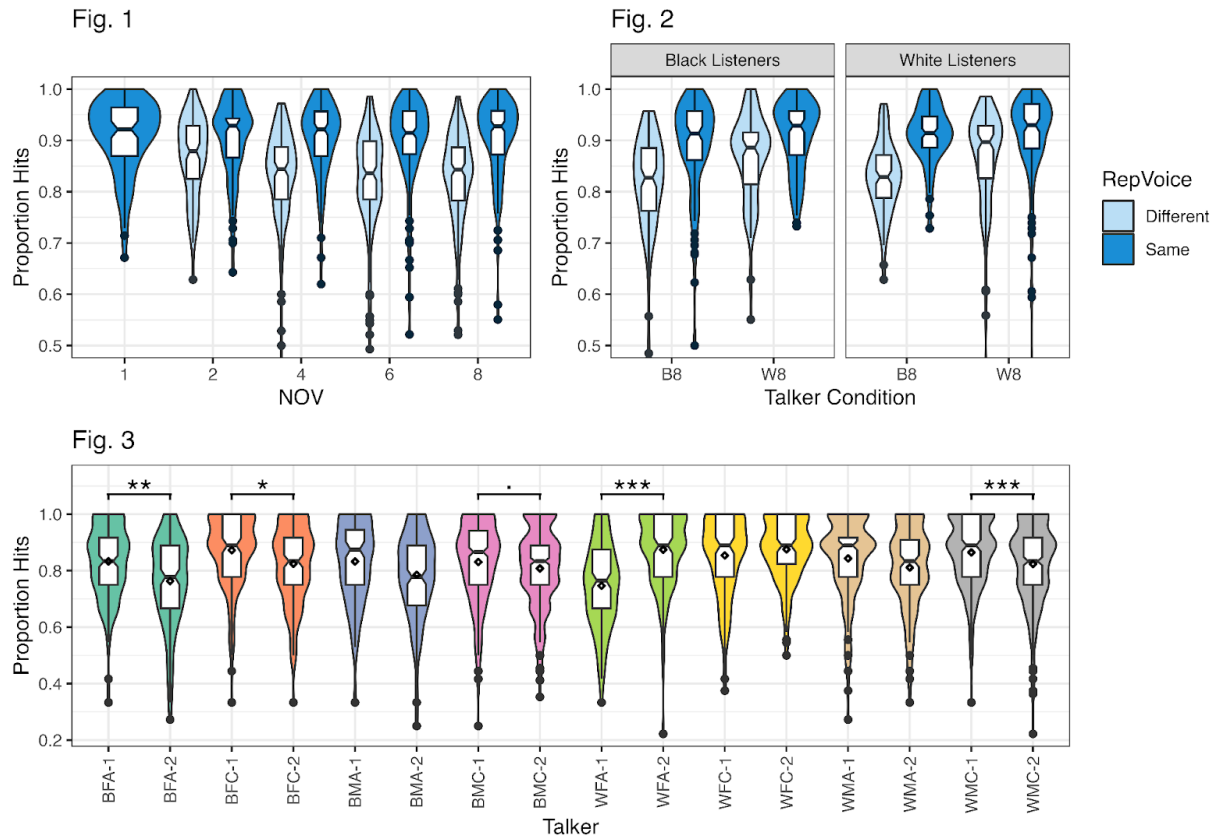 Fig. 1
Proportion Hits
1.0
0.9
0.8
0.7
0.6
0.5
1 2 4 6 8
NOV
Fig. 2
Black Listeners White Listeners
Proportion Hits
1.0
0.9
0.8
0.7
0.6
0.5
B8 W8 B8 W8
Talker Condition
RepVoice
Different
Same
Fig. 3
** * . *** ***
Proportion Hits
1.0
0.8
0.6
0.4
0.2
BFA-1 BFA-2 BFC-1 BFC-2 BMA-1 BMA-2 BMC-1 BMC-2 WFA-1 WFA-2 WFC-1 WFC-2 WMA-1 WMA-2 WMC-1 WMC-2
Talker